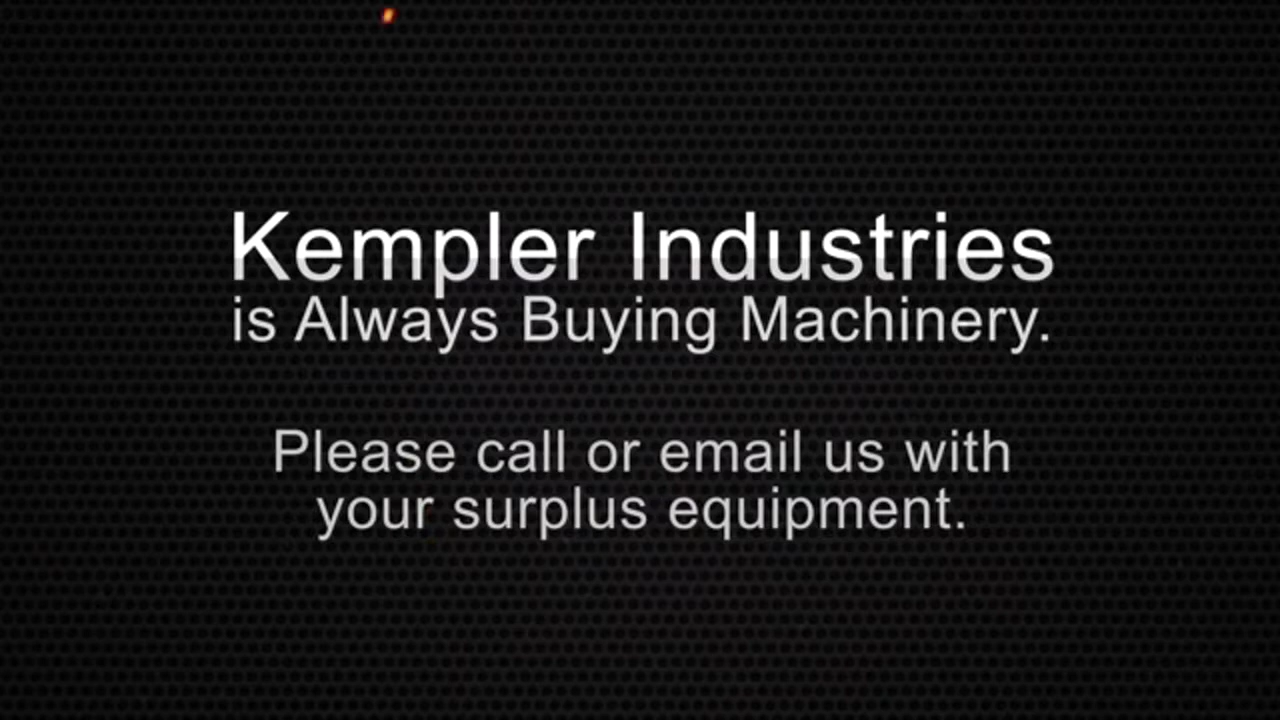 Kempler Industries
is Always Buying Machinery.
Please call or email us with
your surplus equipment.